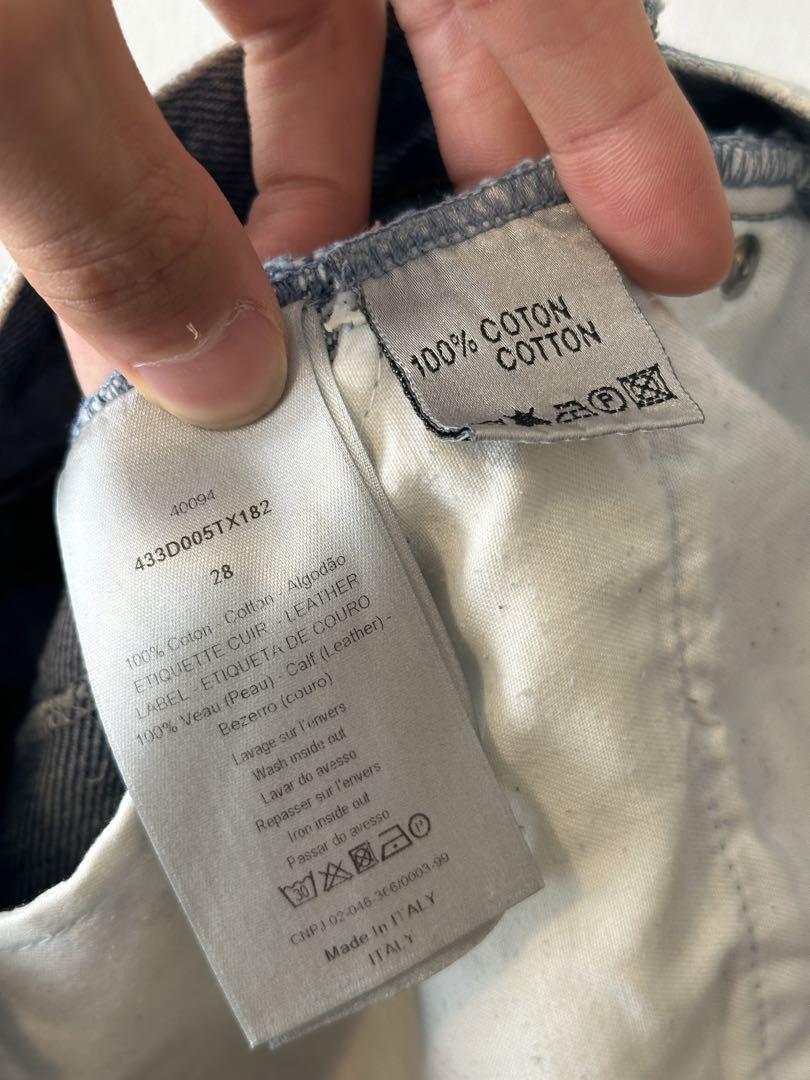 100% COTON
COTTON
P
40094
433D005TX182
28
100% Coton - Cotton - Algodão
ETIQUETTE CUIR - LEATHER
LABEL - ETIQUETA DE COURO
100% Veau (Peau) - Calf (Leather) -
Bezerro (couro)
Lavage sur l'envers
Wash inside out
Lavar do avesso
Repasser sur l'envers
Iron inside out
Passar do avesso
30
P
CNPJ 02-046-366/0003-99
Made In ITALY
ITALY